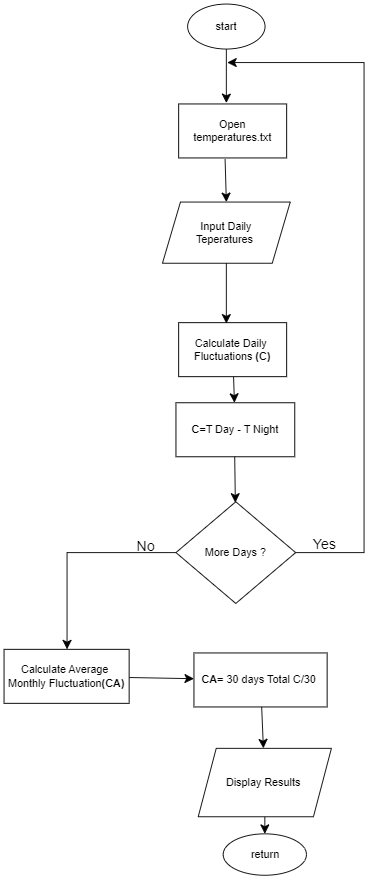 start
Open
temperatures.txt
Input Daily
Teperatures
Calculate Daily
Fluctuations (C)
C=T Day - T Night
More Days ?
Yes
No
Calculate Average
Monthly Fluctuation(CA)
CA= 30 days Total C/30
Display Results
return